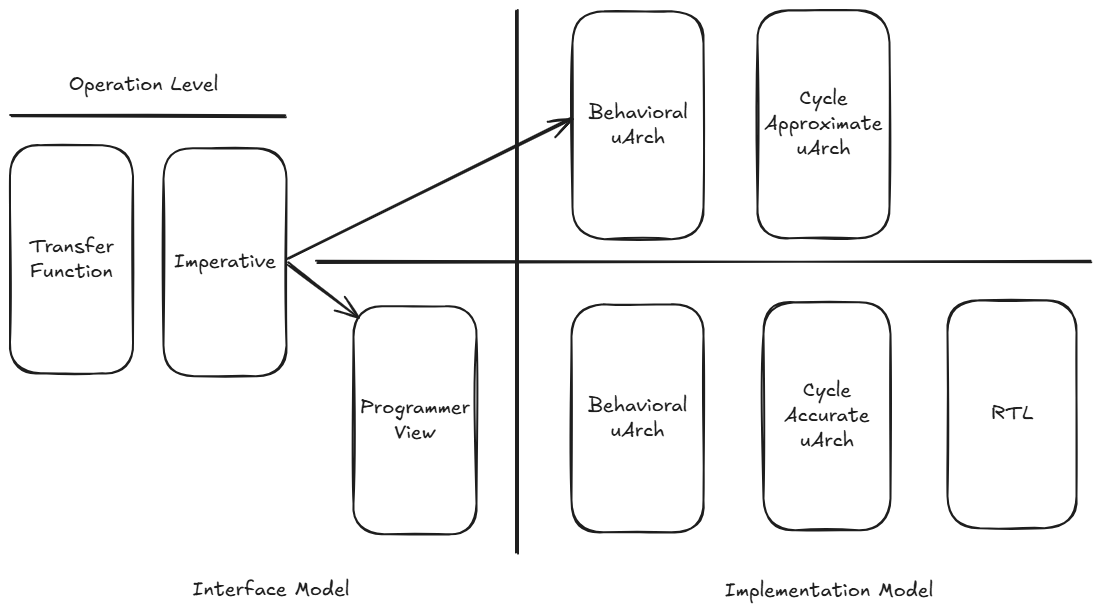 Operation Level
Transfer
Function
Imperative
Behavioral
uArch
Cycle
Approximate
uArch
Programmer
View
Behavioral
uArch
Cycle
Accurate
uArch
RTL
Interface Model
Implementation Model